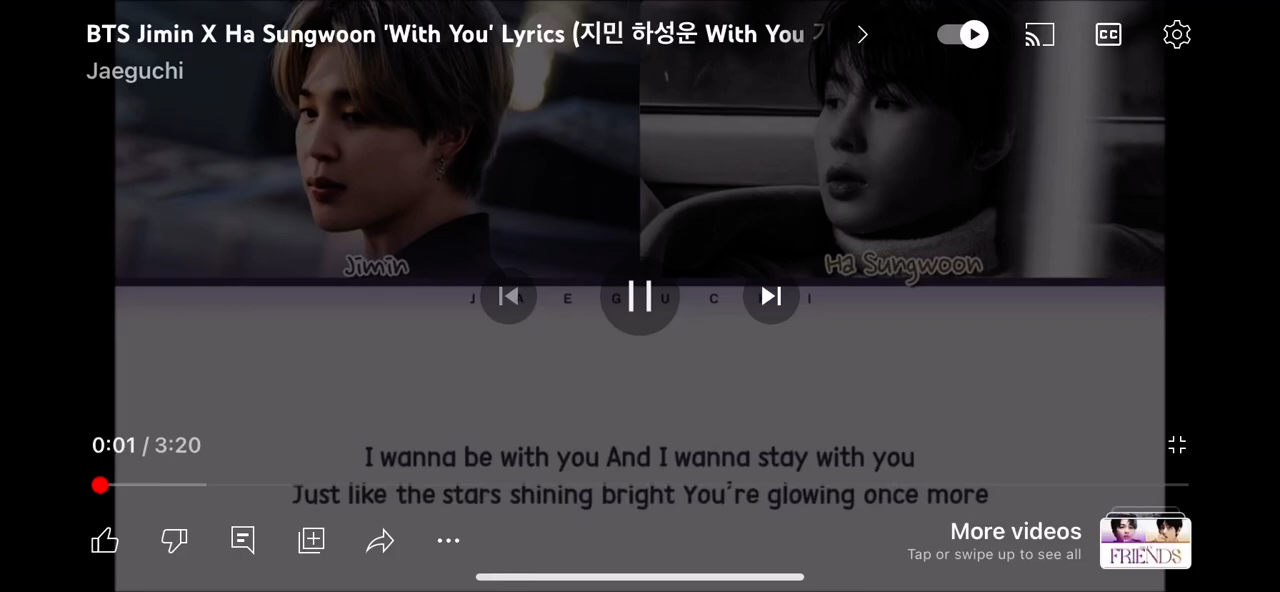 BTS Jimin X Ha Sungwoon 'With You' Lyrics (지민 하성운 With You
Jaeguchi
CC
Jimin
Ha Sungwoon
0:01 / 3:20
I wanna be with you And I wanna stay with you
Just like the stars shining bright You're glowing once more
More videos
Tap or swipe up to see all
FRIENDS